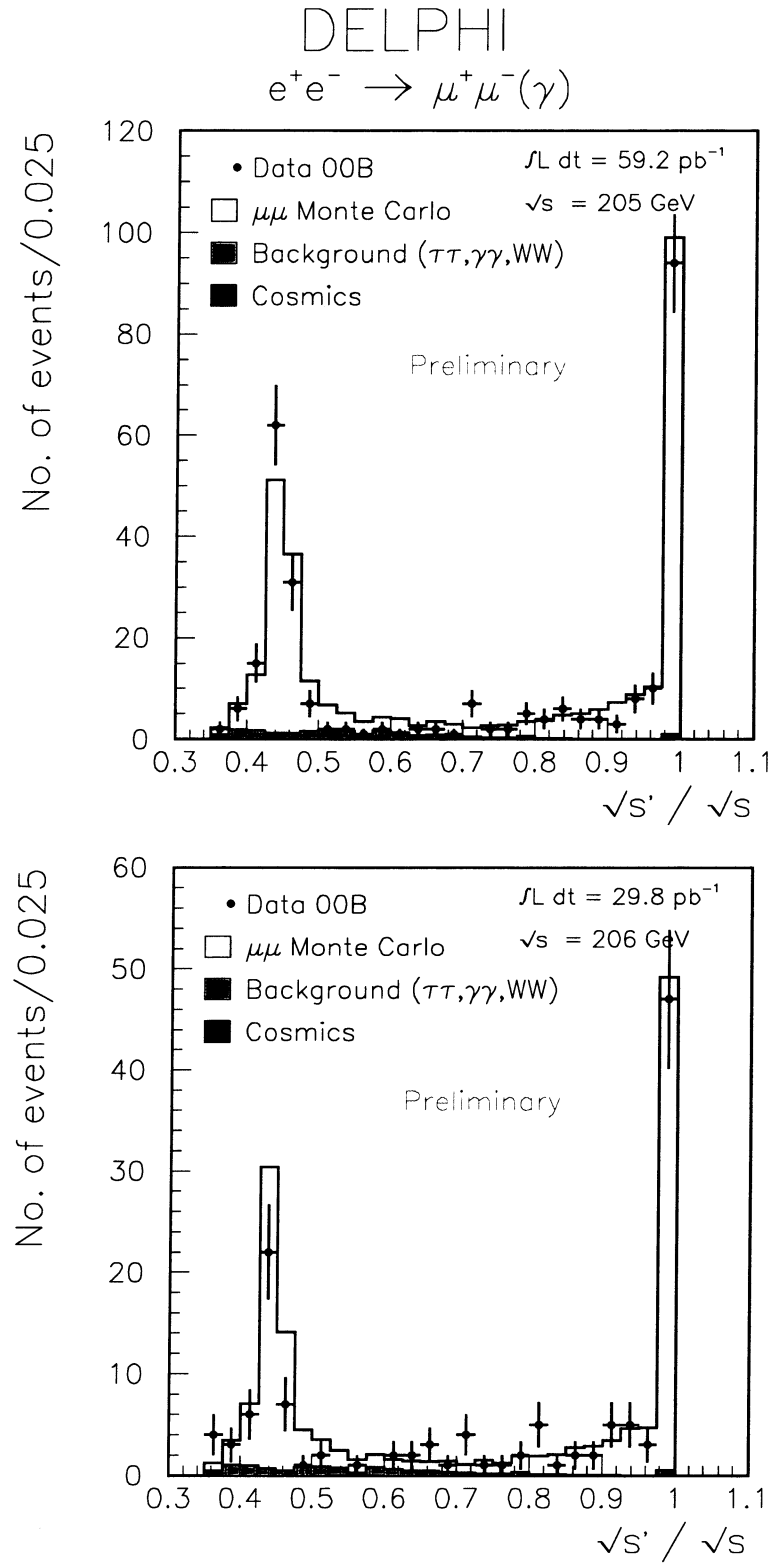 DELPHI
e⁺e⁻ → μ⁺μ⁻(γ)
No. of events/0.025
120
100
80
60
40
20
0
• Data 00B
μμ Monte Carlo
Background (ττ,γγ,WW)
Cosmics
∫L dt = 59.2 pb⁻¹
√s = 205 GeV
Preliminary
0.3 0.4 0.5 0.6 0.7 0.8 0.9 1 1.1
√s' / √s
No. of events/0.025
60
50
40
30
20
10
0
• Data 00B
μμ Monte Carlo
Background (ττ,γγ,WW)
Cosmics
∫L dt = 29.8 pb⁻¹
√s = 206 GeV
Preliminary
0.3 0.4 0.5 0.6 0.7 0.8 0.9 1 1.1
√s' / √s